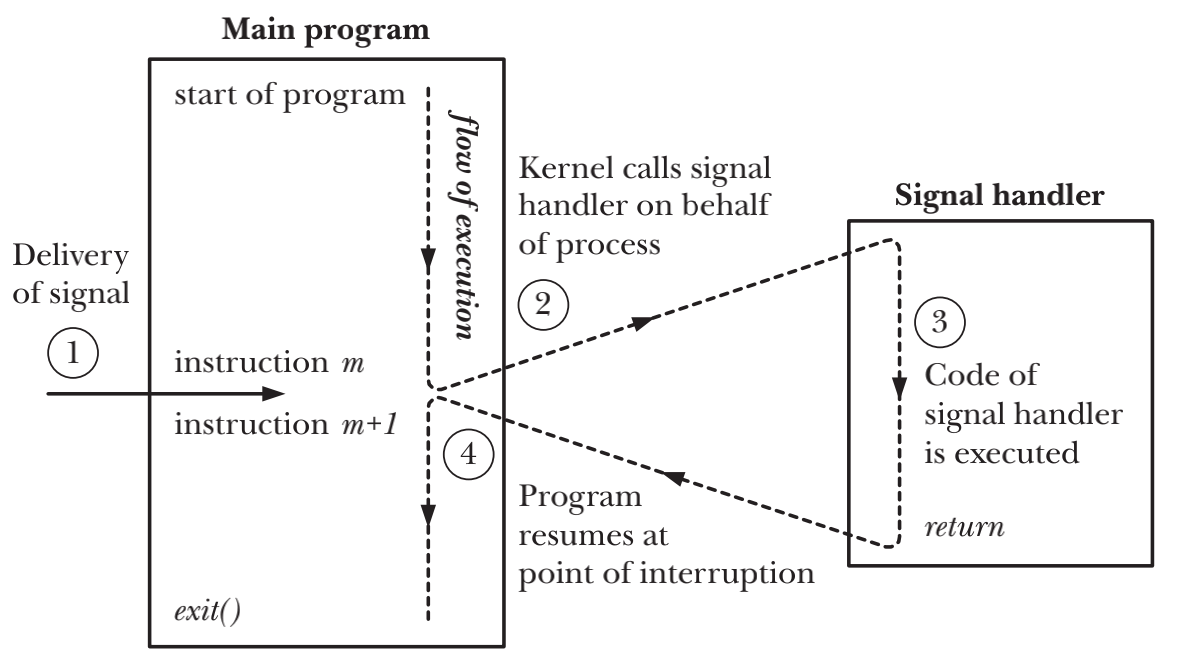 Main program
start of program
flow of execution
Delivery
of signal
1
instruction m
instruction m+1
exit()
Kernel calls signal
handler on behalf
of process
2
Signal handler
3
Code of
signal handler
is executed
return
4
Program
resumes at
point of interruption